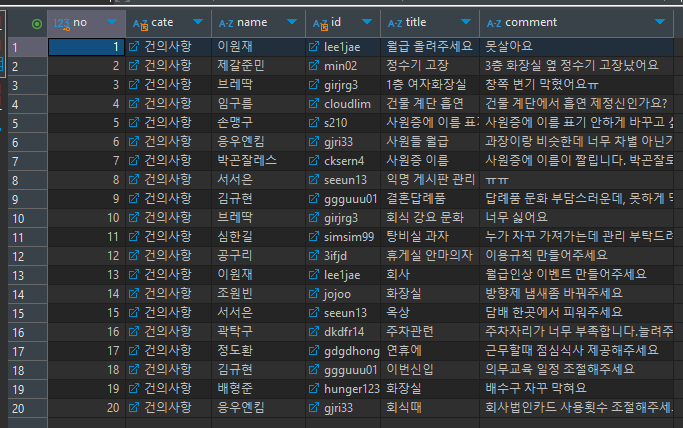 123 no A-Z cate A-Z name A-Z id A-Z title A-Z comment
1 1 건의사항 이원재 lee1jae 월급 올려주세요 못살아요
2 2 건의사항 제갈준민 min02 정수기 고장 3층 화장실 옆 정수기 고장났어요
3 3 건의사항 브레딱 girjrg3 1층 여자화장실 창쪽 변기 막혔어요ㅠ
4 4 건의사항 임구름 cloudlim 건물 계단 흡연 건물 계단에서 흡연 제정신인가요?
5 5 건의사항 손맹구 s210 사원증에 이름 표기 사원증에 이름 표기 안하게 바꾸고 싶
6 6 건의사항 응우엔킴 gjri33 사원들 월급 과장이랑 비슷한데 너무 차별 아닌가
7 7 건의사항 박곤잘레스 cksern4 사원증 이름 사원증에 이름이 짤립니다. 박곤잘로
8 8 건의사항 서서은 seeun13 익명 게시판 관리 ㅠㅠ
9 9 건의사항 김규현 ggguuu01 결혼답례품 답례품 문화 부담스러운데, 못하게
10 10 건의사항 브레딱 girjrg3 회식 강요 문화 너무 싫어요
11 11 건의사항 심한길 simsim99 탕비실 과자 누가 자꾸 가져가는데 관리 부탁드려
12 12 건의사항 공구리 3ifjd 휴게실 안마의자 이용규칙 만들어주세요
13 13 건의사항 이원재 lee1jae 회사 월급인상 이벤트 만들어주세요
14 14 건의사항 조원빈 jojoo 화장실 방향제 냄새좀 바꿔주세요
15 15 건의사항 서서은 seeun13 옥상 담배 한곳에서 피워주세요
16 16 건의사항 곽탁구 dkdfr14 주차관련 주차자리가 너무 부족합니다.늘려주
17 17 건의사항 정도환 gdgdhong 연휴에 근무할때 점심식사 제공해주세요
18 18 건의사항 김규현 ggguuu01 이번신입 의무교육 일정 조절해주세요
19 19 건의사항 배형준 hunger123 화장실 배수구 자꾸 막혀요
20 20 건의사항 응우엔킴 gjri33 회식때 회사법인카드 사용횟수 조절해주세